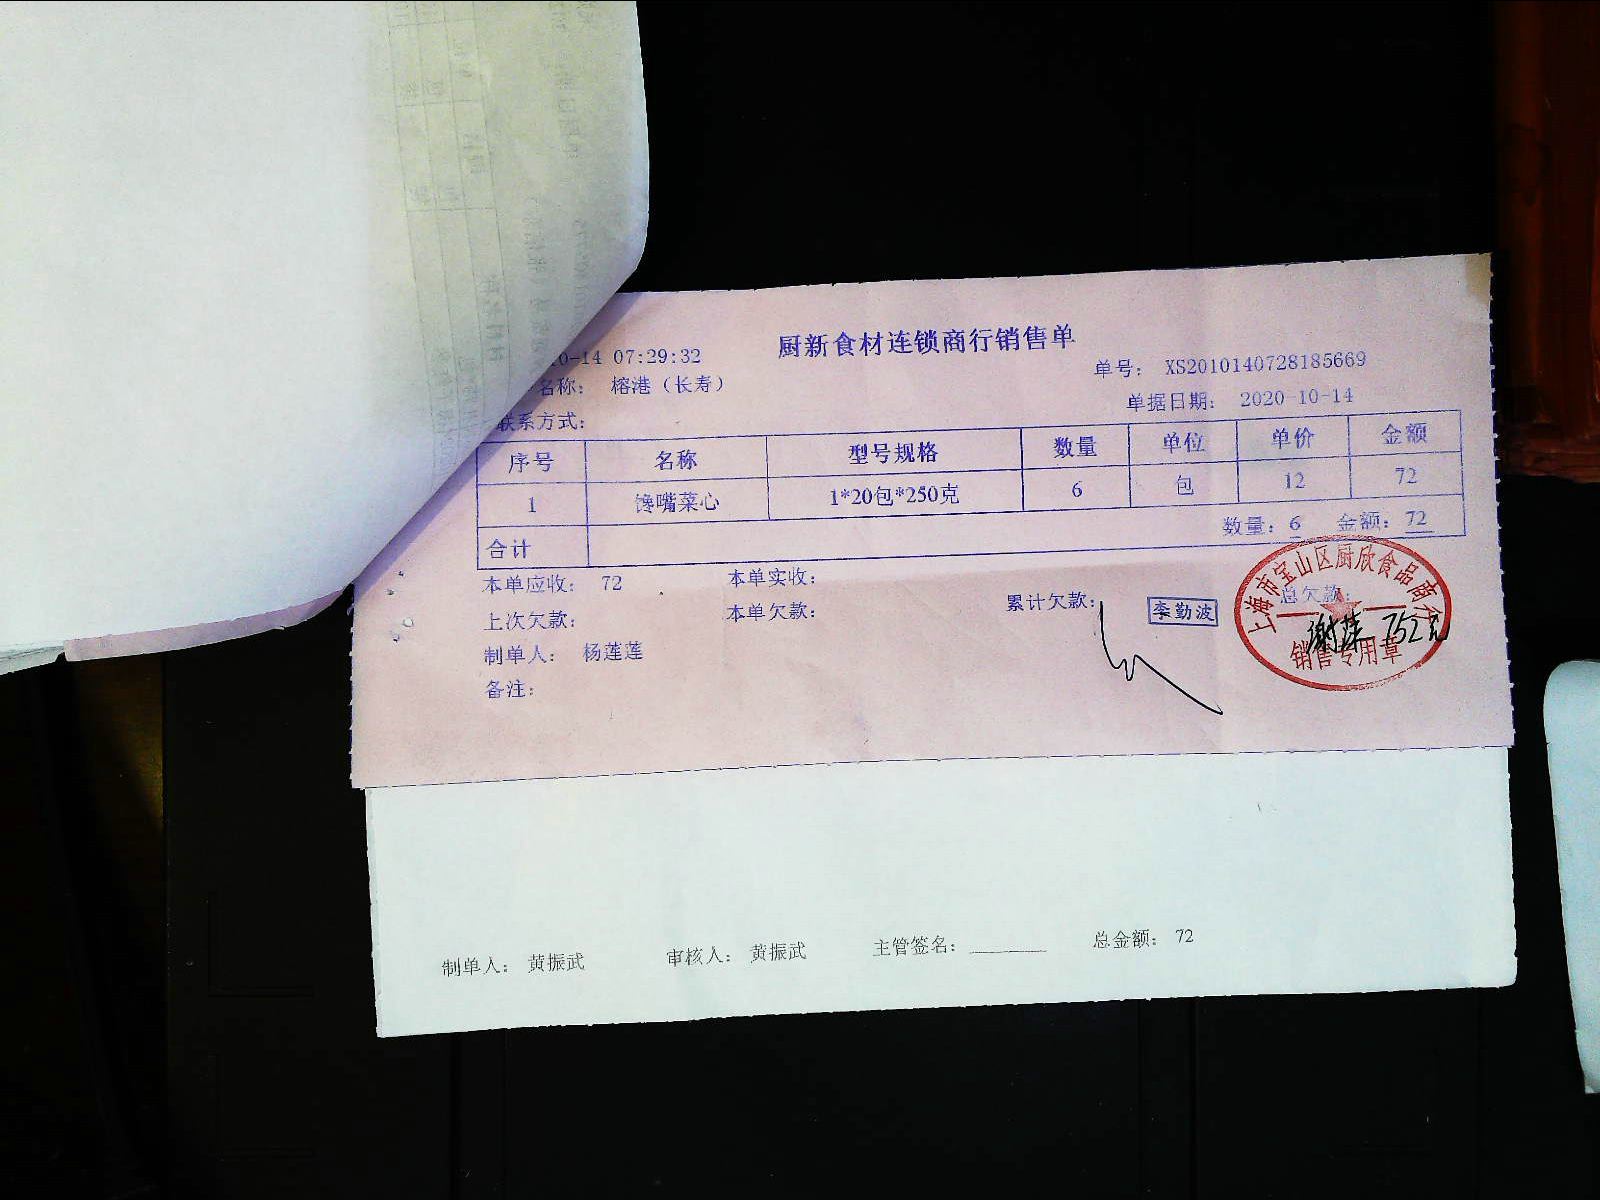 厨新食材连锁商行销售单
0-14 07:29:32
单号： XS2010140728185669
名称： 榕港（长寿）
单据日期： 2020-10-14
联系方式：
序号 名称 型号规格 数量 单位 单价 金额
1 馋嘴菜心 1*20包*250克 6 包 12 72
合计 数量：6 金额：72
本单应收： 72 本单实收：
上次欠款： 本单欠款： 累计欠款： 李勤波 总欠款：
制单人： 杨莲莲
备注：
上海市宝山区厨欣食品商行
销售专用章
制单人： 黄振武 审核人： 黄振武 主管签名： 总金额： 72